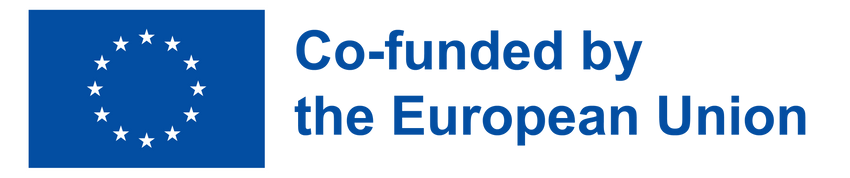 Co-funded by
the European Union